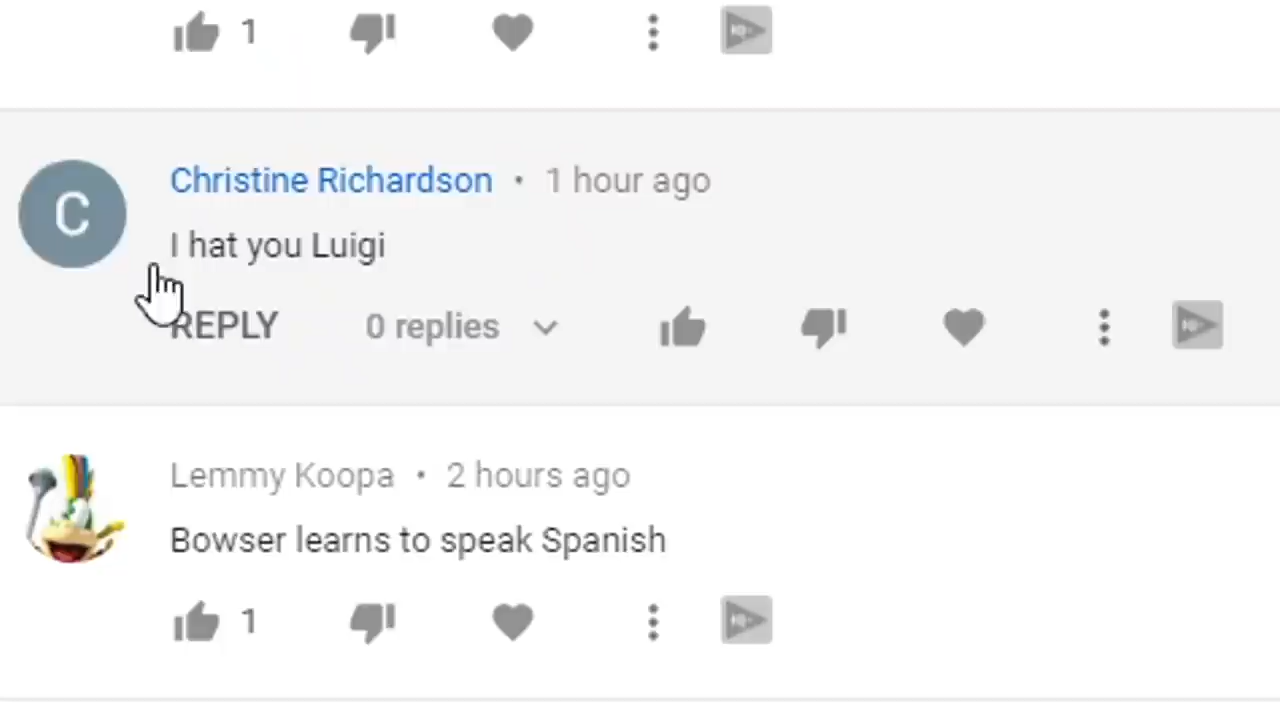 1
C
Christine Richardson • 1 hour ago
I hat you Luigi
REPLY 0 replies
Lemmy Koopa • 2 hours ago
Bowser learns to speak Spanish
1